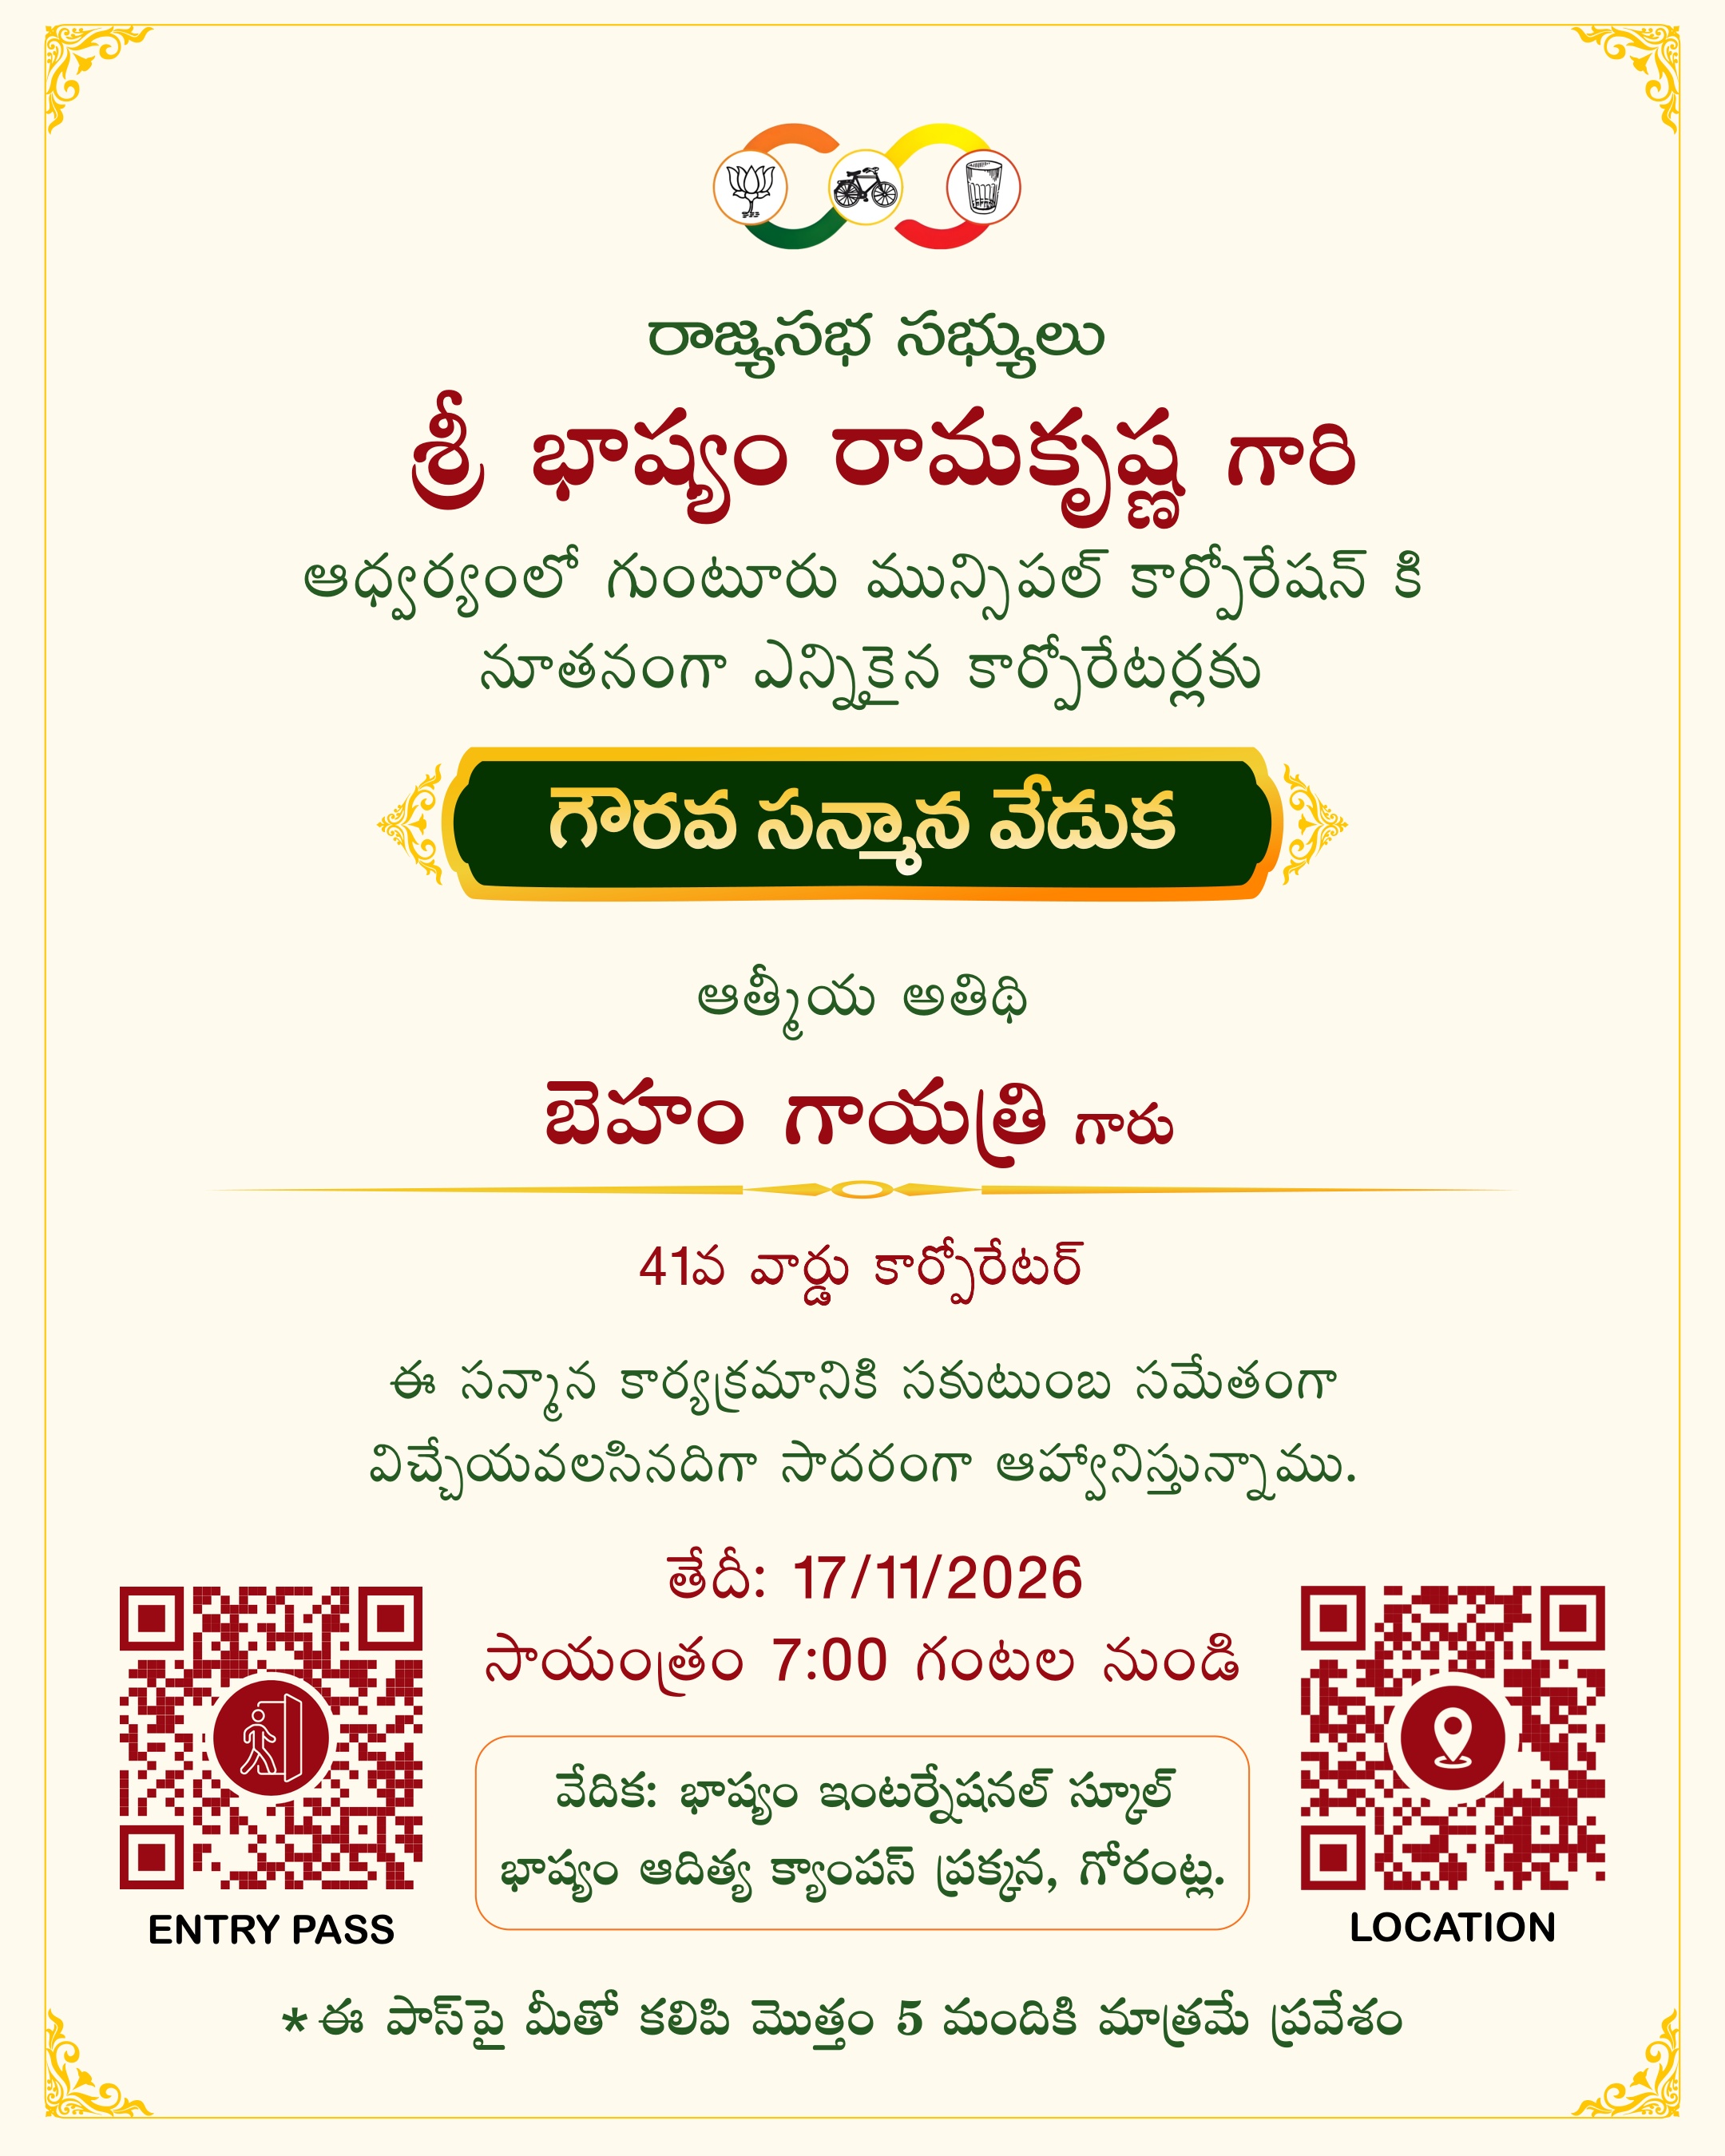 రాజ్యసభ సభ్యులు
శ్రీ భాష్యం రామకృష్ణ గారి
ఆధ్వర్యంలో గుంటూరు మున్సిపల్ కార్పోరేషన్ కి
నూతనంగా ఎన్నికైన కార్పోరేటర్లకు
గౌరవ సన్మాన వేడుక
ఆత్మీయ అతిథి
బెహం గాయత్రి గారు
41వ వార్డు కార్పోరేటర్
ఈ సన్మాన కార్యక్రమానికి సకుటుంబ సమేతంగా
విచ్చేయవలసినదిగా సాదరంగా ఆహ్వానిస్తున్నాము.
తేదీ: 17/11/2026
సాయంత్రం 7:00 గంటల నుండి
వేదిక: భాష్యం ఇంటర్నేషనల్ స్కూల్
భాష్యం ఆదిత్య క్యాంపస్ ప్రక్కన, గోరంట్ల.
ENTRY PASS
LOCATION
*ఈ పాస్‌పై మీతో కలిపి మొత్తం 5 మందికి మాత్రమే ప్రవేశం